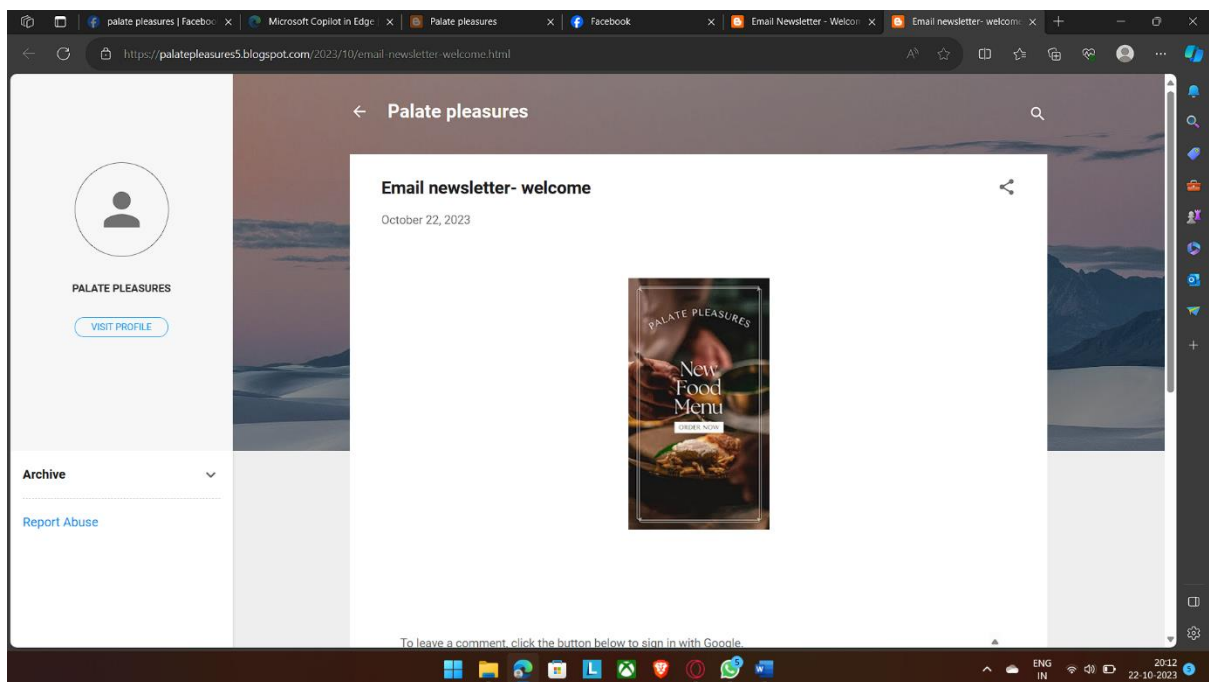 palate pleasures | Faceboo
Microsoft Copilot in Edge
Palate pleasures
Facebook
Email Newsletter - Welcon
Email newsletter- welcome
https://palatepleasures5.blogspot.com/2023/10/email-newsletter-welcome.html
Palate pleasures
Email newsletter- welcome
October 22, 2023
PALATE PLEASURES
VISIT PROFILE
PALATE PLEASURES
New
Food
Menu
ORDER NOW
Archive
Report Abuse
To leave a comment, click the button below to sign in with Google.
ENG
IN
20:12
22-10-2023
5
5